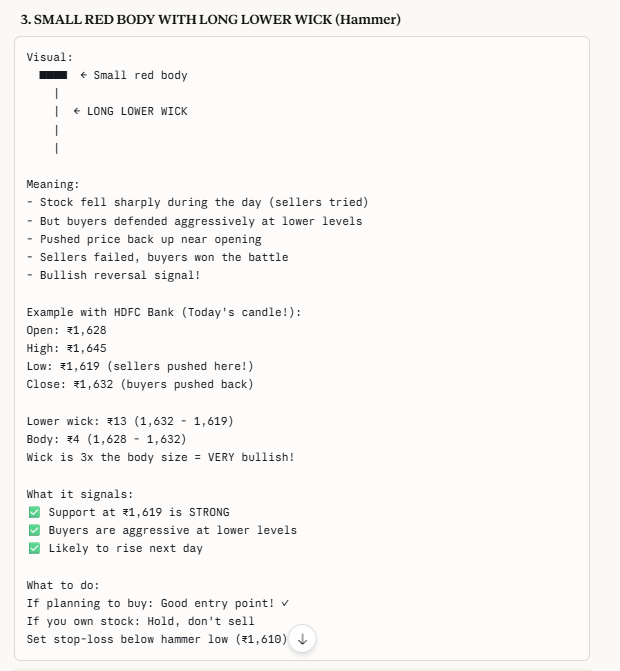 3. SMALL RED BODY WITH LONG LOWER WICK (Hammer)
Visual:
← Small red body
|
| ← LONG LOWER WICK
|
|
Meaning:
- Stock fell sharply during the day (sellers tried)
- But buyers defended aggressively at lower levels
- Pushed price back up near opening
- Sellers failed, buyers won the battle
- Bullish reversal signal!
Example with HDFC Bank (Today's candle!):
Open: ₹1,628
High: ₹1,645
Low: ₹1,619 (sellers pushed here!)
Close: ₹1,632 (buyers pushed back)
Lower wick: ₹13 (1,632 - 1,619)
Body: ₹4 (1,628 - 1,632)
Wick is 3x the body size = VERY bullish!
What it signals:
✅ Support at ₹1,619 is STRONG
✅ Buyers are aggressive at lower levels
✅ Likely to rise next day
What to do:
If planning to buy: Good entry point! ✓
If you own stock: Hold, don't sell
Set stop-loss below hammer low (₹1,610)